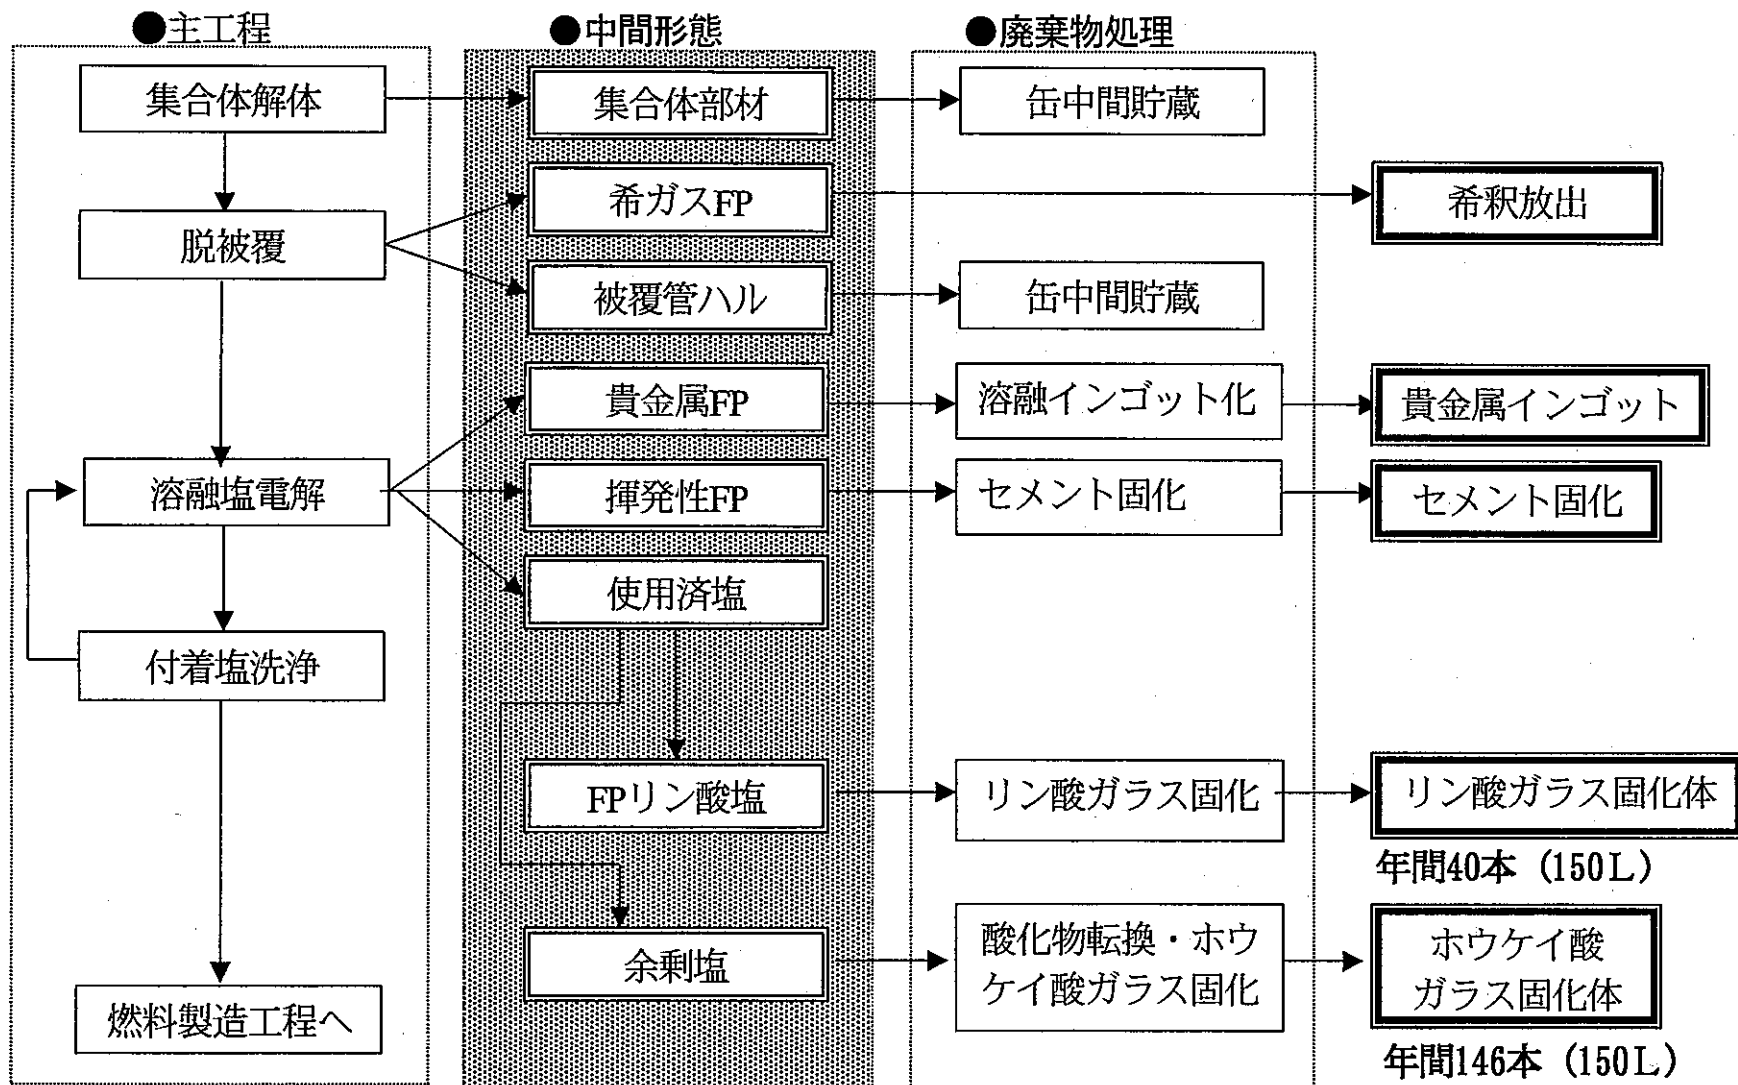 ●主工程
●中間形態
●廃棄物処理
集合体解体
集合体部材
缶中間貯蔵
希ガスFP
希釈放出
脱被覆
被覆管ハル
缶中間貯蔵
貴金属FP
溶融インゴット化
貴金属インゴット
溶融塩電解
揮発性FP
セメント固化
セメント固化
使用済塩
付着塩洗浄
FPリン酸塩
リン酸ガラス固化
リン酸ガラス固化体
年間40本（150L）
余剰塩
酸化物転換・ホウ
ケイ酸ガラス固化
ホウケイ酸
ガラス固化体
燃料製造工程へ
年間146本（150L）